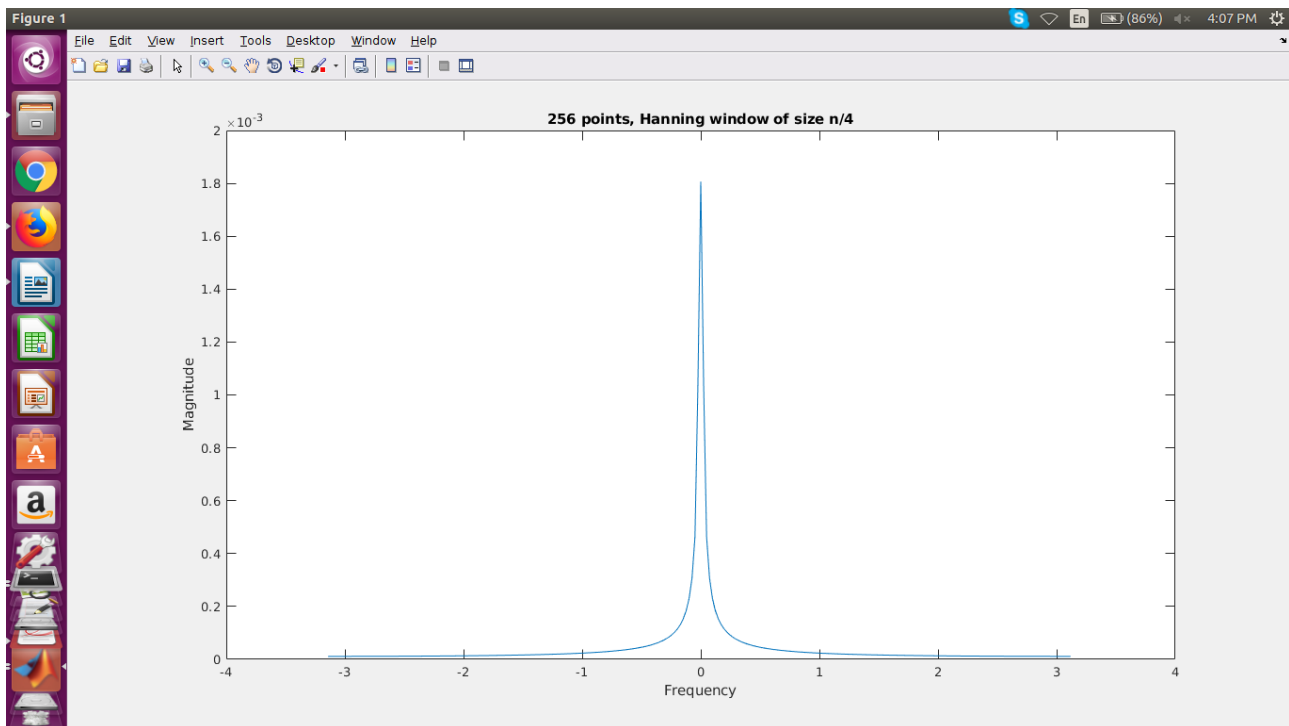 Figure 1
S En (86%) 4:07 PM
File Edit View Insert Tools Desktop Window Help
256 points, Hanning window of size n/4
×10-3
2
1.8
1.6
1.4
1.2
1
0.8
0.6
0.4
0.2
0
Magnitude
-4 -3 -2 -1 0 1 2 3 4
Frequency
A
a
>_